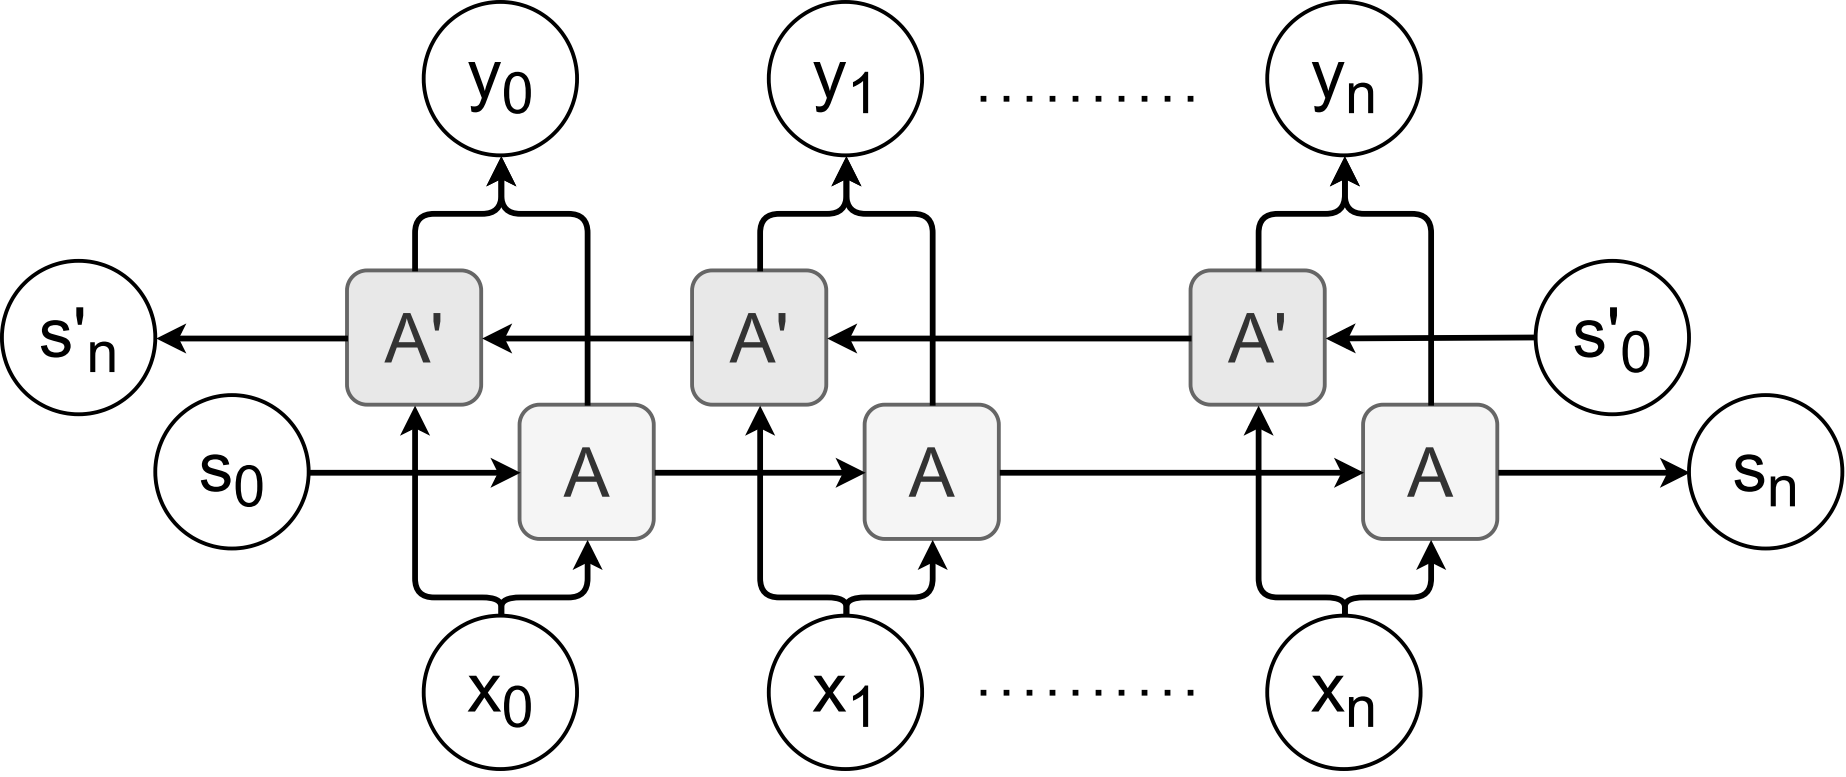 y0 y1 .......... yn
A' A' A'
s'n s'0
s0 A A A sn
x0 x1 .......... xn